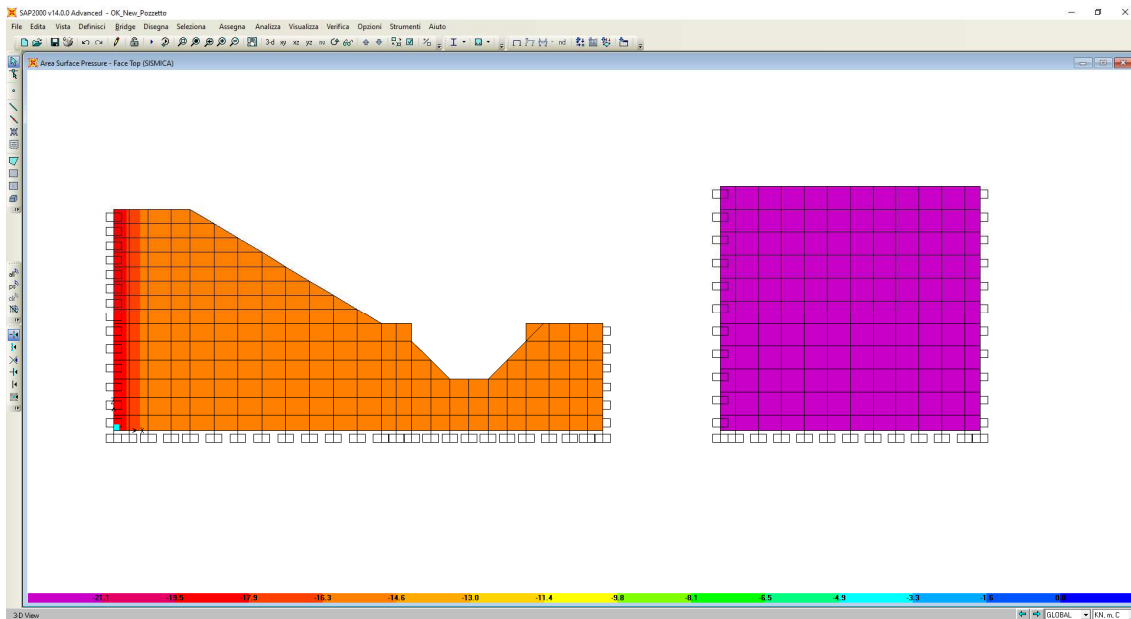 SAP2000 v14.0.0 Advanced - OK_New_Pozzetto
File Edita Vista Definisci Bridge Disegna Seleziona Assegna Analizza Visualizza Verifica Opzioni Strumenti Aiuto
3-d xy xz yz nv
nd
Area Surface Pressure - Face Top (SISMICA)
all
clr
X
-21,1 -19,5 -17,9 -16,3 -14,6 -13,0 -11,4 -9,8 -8,1 -6,5 -4,9 -3,3 -1,6 0,0
3-D View GLOBAL KN, m, C